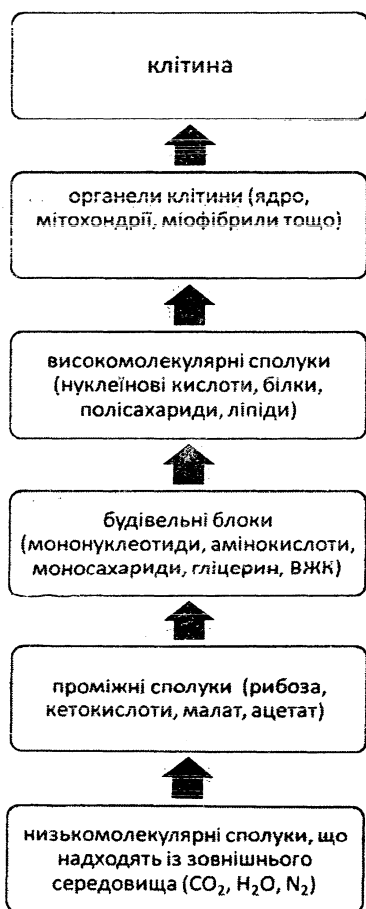 клітина
органели клітини (ядро,
мітохондрії, міофібрили тощо)
високомолекулярні сполуки
(нуклеїнові кислоти, білки,
полісахариди, ліпіди)
будівельні блоки
(мононуклеотиди, амінокислоти,
моносахариди, гліцерин, ВЖК)
проміжні сполуки (рибоза,
кетокислоти, малат, ацетат)
низькомолекулярні сполуки, що
надходять із зовнішнього
середовища (CO₂, H₂O, N₂)